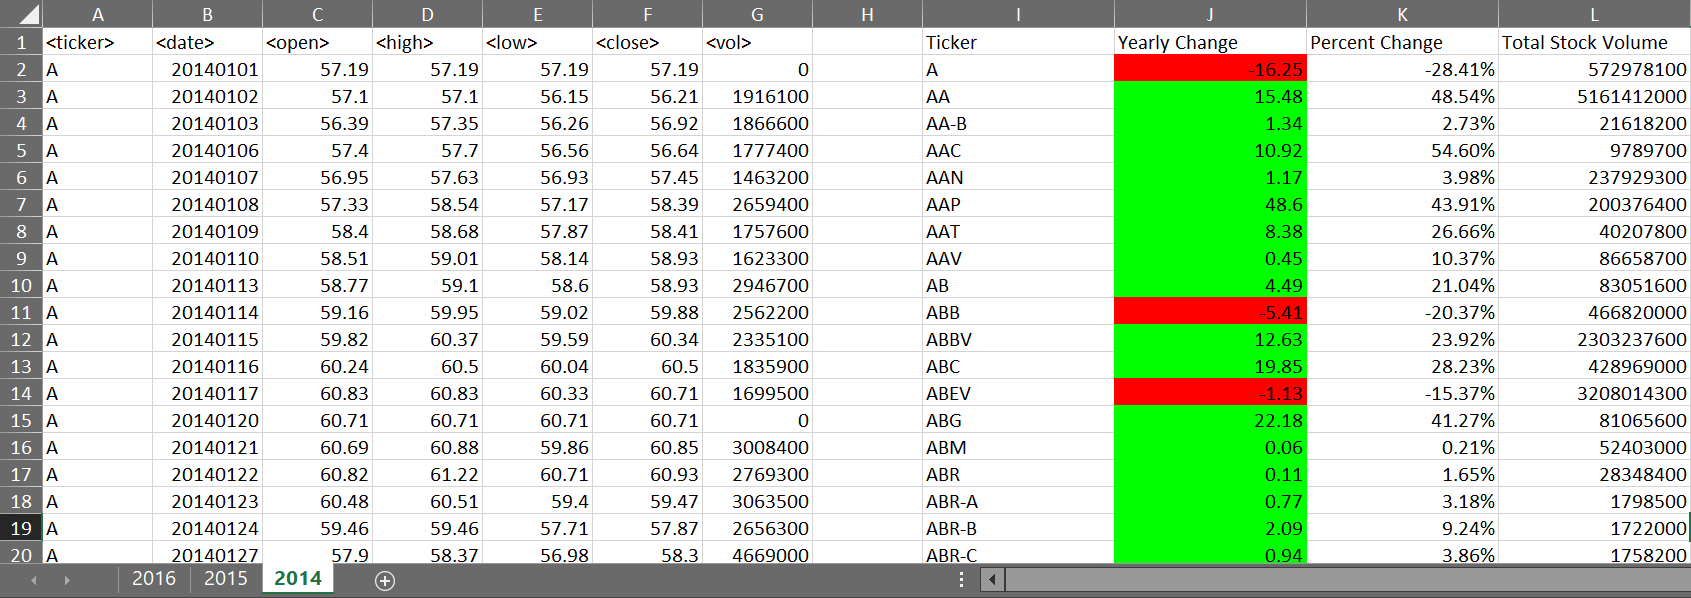 A B C D E F G H I J K L
1 <ticker> <date> <open> <high> <low> <close> <vol> Ticker Yearly Change Percent Change Total Stock Volume
2 A 20140101 57.19 57.19 57.19 57.19 0 A -16.25 -28.41% 572978100
3 A 20140102 57.1 57.1 56.15 56.21 1916100 AA 15.48 48.54% 5161412000
4 A 20140103 56.39 57.35 56.26 56.92 1866600 AA-B 1.34 2.73% 21618200
5 A 20140106 57.4 57.7 56.56 56.64 1777400 AAC 10.92 54.60% 9789700
6 A 20140107 56.95 57.63 56.93 57.45 1463200 AAN 1.17 3.98% 237929300
7 A 20140108 57.33 58.54 57.17 58.39 2659400 AAP 48.6 43.91% 200376400
8 A 20140109 58.4 58.68 57.87 58.41 1757600 AAT 8.38 26.66% 40207800
9 A 20140110 58.51 59.01 58.14 58.93 1623300 AAV 0.45 10.37% 86658700
10 A 20140113 58.77 59.1 58.6 58.93 2946700 AB 4.49 21.04% 83051600
11 A 20140114 59.16 59.95 59.02 59.88 2562200 ABB -5.41 -20.37% 466820000
12 A 20140115 59.82 60.37 59.59 60.34 2335100 ABBV 12.63 23.92% 2303237600
13 A 20140116 60.24 60.5 60.04 60.5 1835900 ABC 19.85 28.23% 428969000
14 A 20140117 60.83 60.83 60.33 60.71 1699500 ABEV -1.13 -15.37% 3208014300
15 A 20140120 60.71 60.71 60.71 60.71 0 ABG 22.18 41.27% 81065600
16 A 20140121 60.69 60.88 59.86 60.85 3008400 ABM 0.06 0.21% 52403000
17 A 20140122 60.82 61.22 60.71 60.93 2769300 ABR 0.11 1.65% 28348400
18 A 20140123 60.48 60.51 59.4 59.47 3063500 ABR-A 0.77 3.18% 1798500
19 A 20140124 59.46 59.46 57.71 57.87 2656300 ABR-B 2.09 9.24% 1722000
20 A 20140127 57.9 58.37 56.98 58.3 4669000 ABR-C 0.94 3.86% 1758200
2016 2015 2014